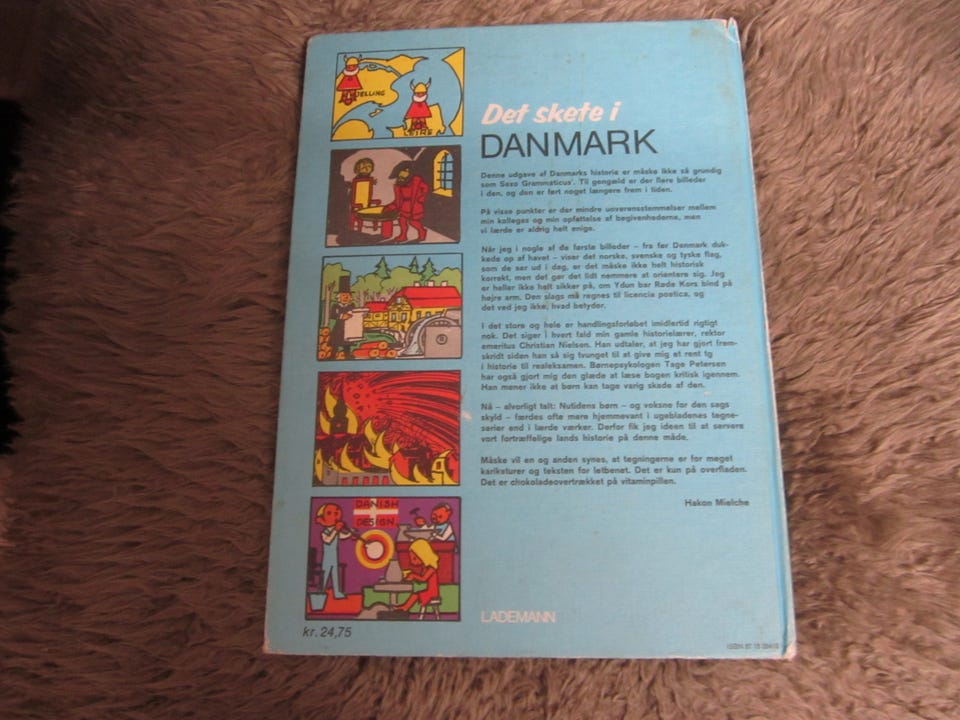 JELLING
LEJRE
DANISH
DESIGN
kr. 24,75
Det skete i
DANMARK
Denne udgave af Danmarks historie er måske ikke så grundig
som Saxo Grammaticus'. Til gengæld er der flere billeder
i den, og den er ført noget længere frem i tiden.
På visse punkter er der mindre uoverensstemmelser mellem
min kollegas og min opfattelse af begivenhederne, men
vi lærde er aldrig helt enige.
Når jeg i nogle af de første billeder – fra før Danmark duk-
kede op af havet – viser det norske, svenske og tyske flag,
som de ser ud i dag, er det måske ikke helt historisk
korrekt, men det gør det lidt nemmere at orientere sig. Jeg
er heller ikke helt sikker på, om Ydun bar Røde Kors bind på
højre arm. Den slags må regnes til licencia poetica, og
det ved jeg ikke, hvad betyder.
I det store og hele er handlingsforløbet imidlertid rigtigt
nok. Det siger i hvert fald min gamle historielærer, rektor
emeritus Christian Nielsen. Han udtaler, at jeg har gjort frem-
skridt siden han så sig tvunget til at give mig et rent tg
i historie til realeksamen. Børnepsykologen Tage Petersen
har også gjort mig den glæde at læse bogen kritisk igennem.
Han mener ikke at børn kan tage varig skade af den.
Nå – alvorligt talt: Nutidens børn – og voksne for den sags
skyld – færdes ofte mere hjemmevant i ugebladenes tegne-
serier end i lærde værker. Derfor fik jeg ideen til at servere
vort fortræffelige lands historie på denne måde.
Måske vil en og anden synes, at tegningerne er for meget
karikaturer og teksten for letbenet. Det er kun på overfladen.
Det er chokoladeovertrækket på vitaminpillen.
Hakon Mielche
LADEMANN
ISBN 87 15